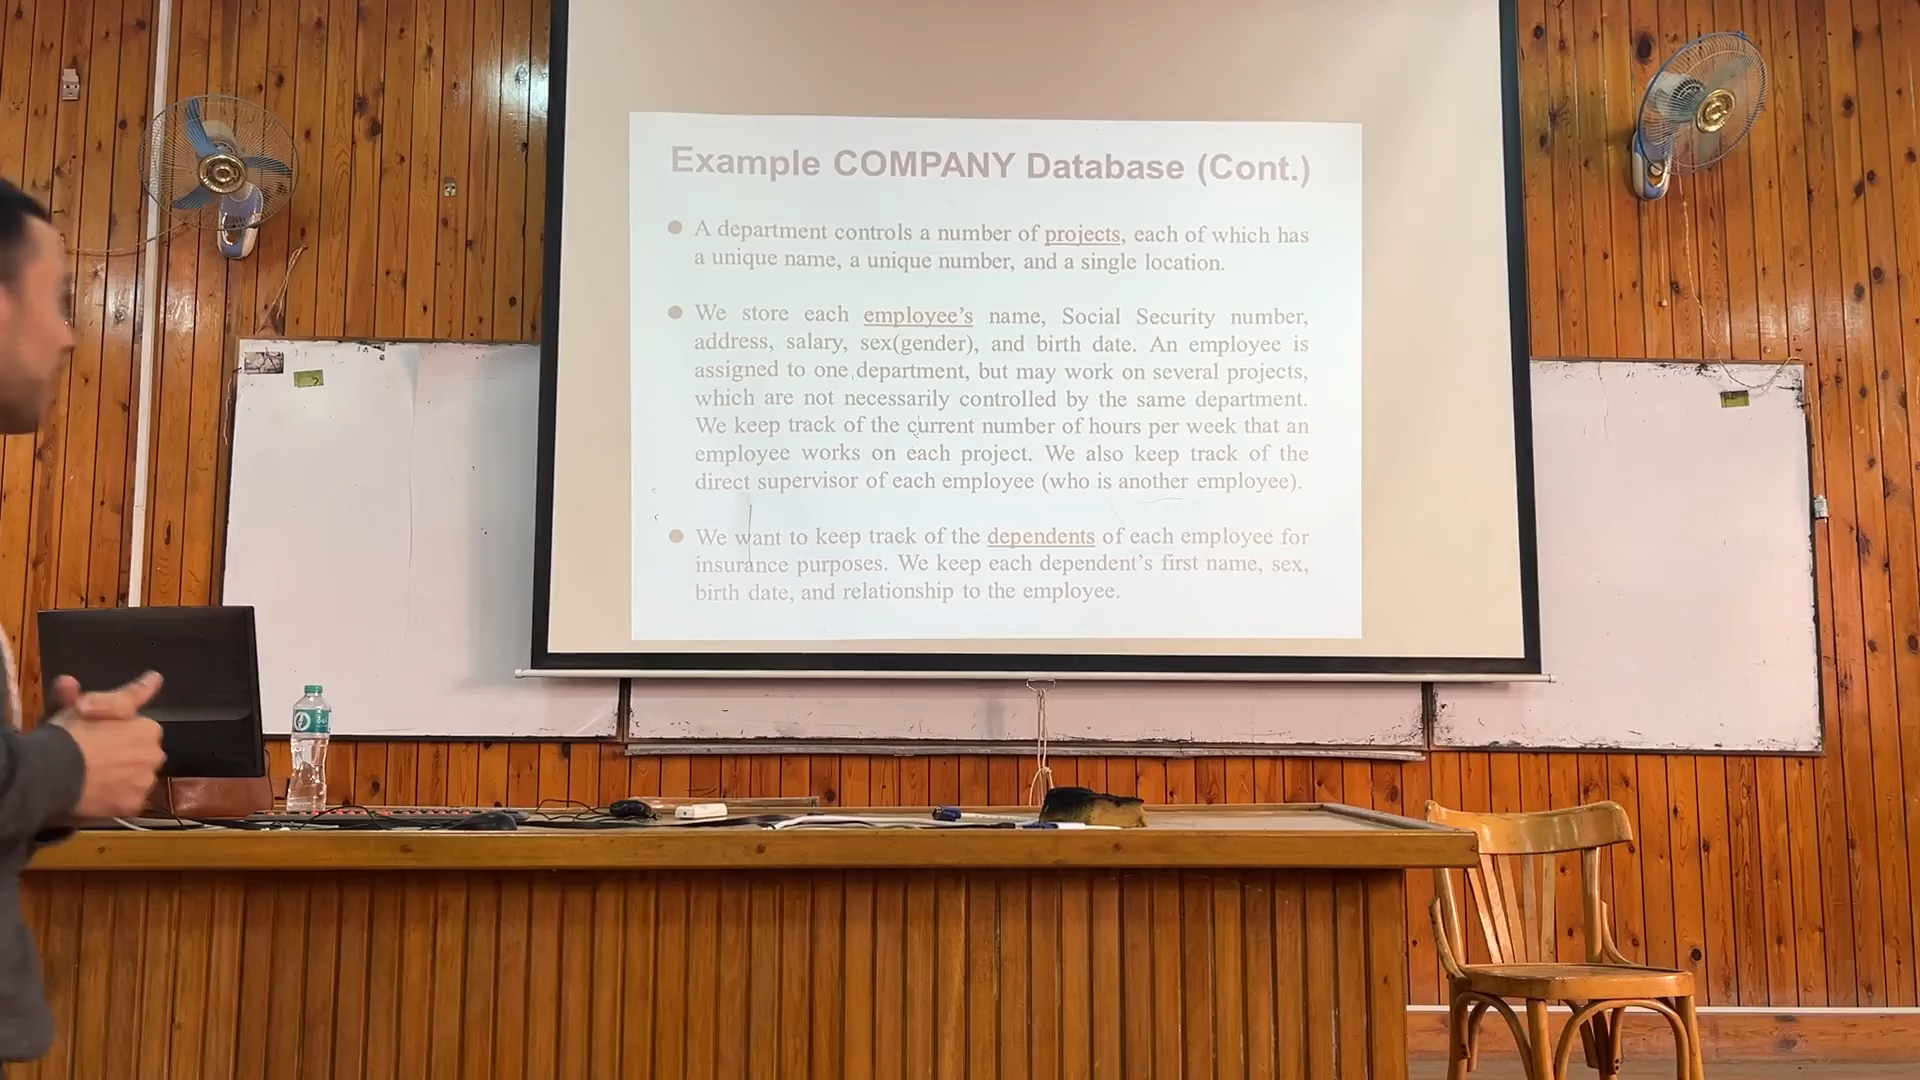 Example COMPANY Database (Cont.)
● A department controls a number of projects, each of which has
a unique name, a unique number, and a single location.
● We store each employee's name, Social Security number,
address, salary, sex(gender), and birth date. An employee is
assigned to one department, but may work on several projects,
which are not necessarily controlled by the same department.
We keep track of the current number of hours per week that an
employee works on each project. We also keep track of the
direct supervisor of each employee (who is another employee).
● We want to keep track of the dependents of each employee for
insurance purposes. We keep each dependent's first name, sex,
birth date, and relationship to the employee.